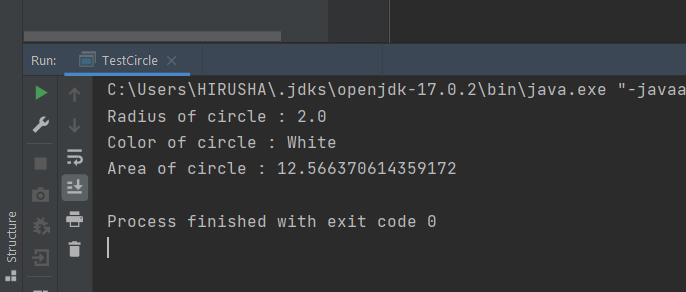 Run: TestCircle
C:\Users\HIRUSHA\.jdks\openjdk-17.0.2\bin\java.exe "-javaa
Radius of circle : 2.0
Color of circle : White
Area of circle : 12.566370614359172
Process finished with exit code 0
Structure